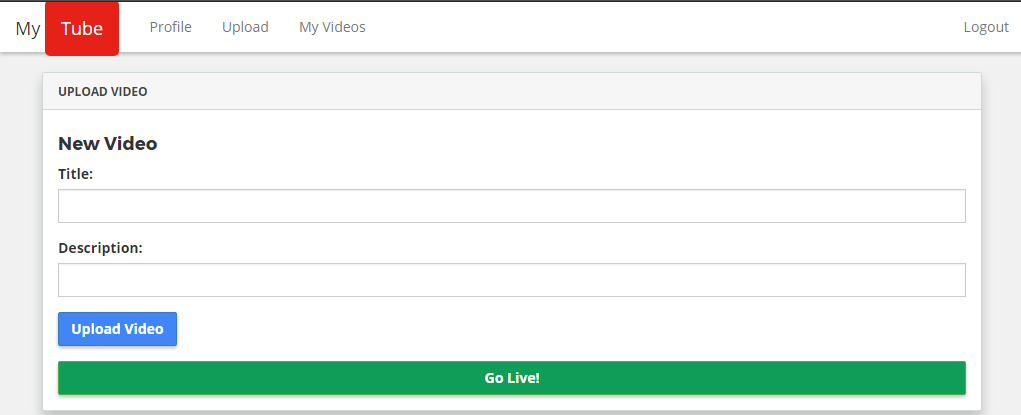 My Tube Profile Upload My Videos Logout
UPLOAD VIDEO
New Video
Title:
Description:
Upload Video
Go Live!